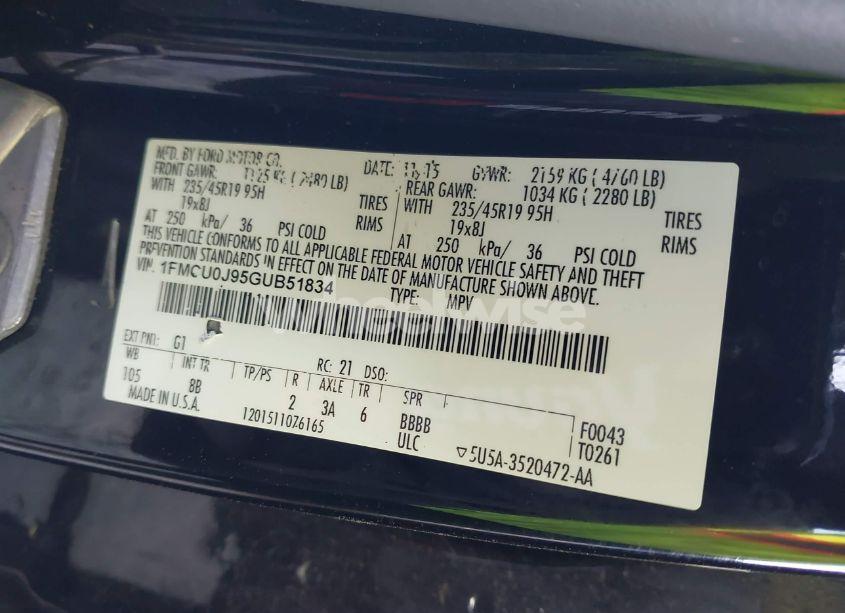 MFD. BY FORD MOTOR CO. DATE: 11/15 GVWR: 2159 KG ( 4760 LB)
FRONT GAWR: 1125 KG ( 2480 LB) REAR GAWR: 1034 KG ( 2280 LB)
WITH 235/45R19 95H TIRES WITH 235/45R19 95H TIRES
19x8J RIMS 19x8J RIMS
AT 250 kPa/ 36 PSI COLD AT 250 kPa/ 36 PSI COLD
THIS VEHICLE CONFORMS TO ALL APPLICABLE FEDERAL MOTOR VEHICLE SAFETY AND THEFT
PREVENTION STANDARDS IN EFFECT ON THE DATE OF MANUFACTURE SHOWN ABOVE.
VIN: 1FMCU0J95GUB51834 TYPE: MPV
wheelwise
EXT PNT: G1 RC: 21 DSO:
WB INT TR TP/PS R AXLE TR SPR
105 BB 2 3A 6 BBBB F0043
MADE IN U.S.A. 1201511076165 ULC T0261
5U5A-3520472-AA